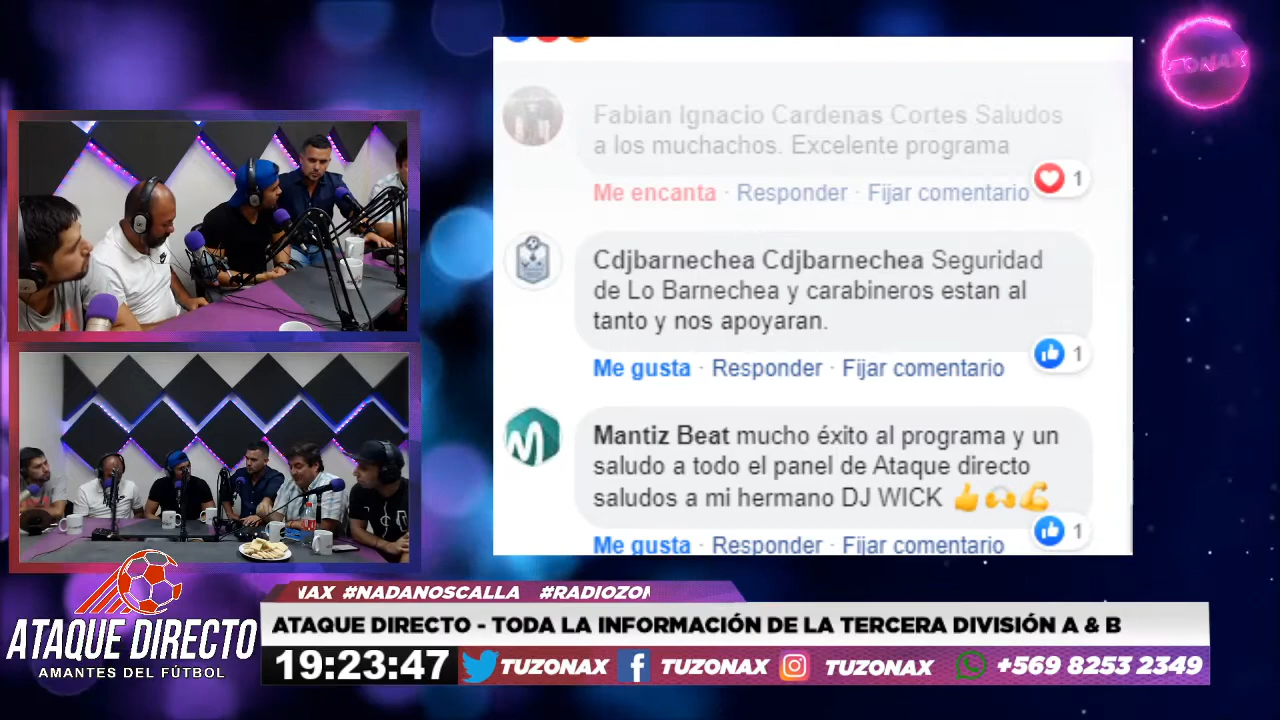 ZONAX
Fabian Ignacio Cardenas Cortes Saludos
a los muchachos. Excelente programa
1
Me encanta · Responder · Fijar comentario
Cdjbarnechea Cdjbarnechea Seguridad
de Lo Barnechea y carabineros estan al
tanto y nos apoyaran.
1
Me gusta · Responder · Fijar comentario
Mantiz Beat mucho éxito al programa y un
saludo a todo el panel de Ataque directo
saludos a mi hermano DJ WICK 👍🙌💪
1
Me gusta · Responder · Fijar comentario
NAX #NADANOSCALLA #RADIOZON
ATAQUE DIRECTO - TODA LA INFORMACIÓN DE LA TERCERA DIVISIÓN A & B
ATAQUE DIRECTO
AMANTES DEL FÚTBOL
19:23:47 TUZONAX TUZONAX TUZONAX +569 8253 2349